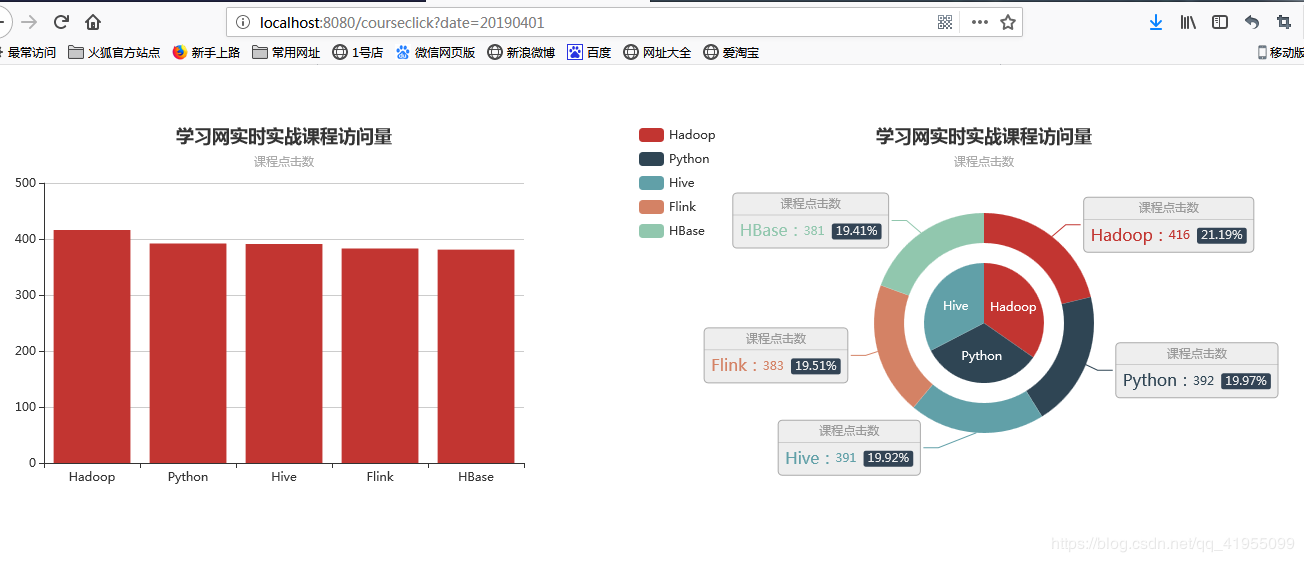 localhost:8080/courseclick?date=20190401
最常访问 火狐官方站点 新手上路 常用网址 1号店 微信网页版 新浪微博 百度 网址大全 爱淘宝 移动版
学习网实时实战课程访问量
课程点击数
500
400
300
200
100
0
Hadoop Python Hive Flink HBase
Hadoop
Python
Hive
Flink
HBase
学习网实时实战课程访问量
课程点击数
课程点击数
HBase：381 19.41%
课程点击数
Hadoop：416 21.19%
Hive
Hadoop
Python
课程点击数
Flink：383 19.51%
课程点击数
Python：392 19.97%
课程点击数
Hive：391 19.92%
https://blog.csdn.net/qq_41955099